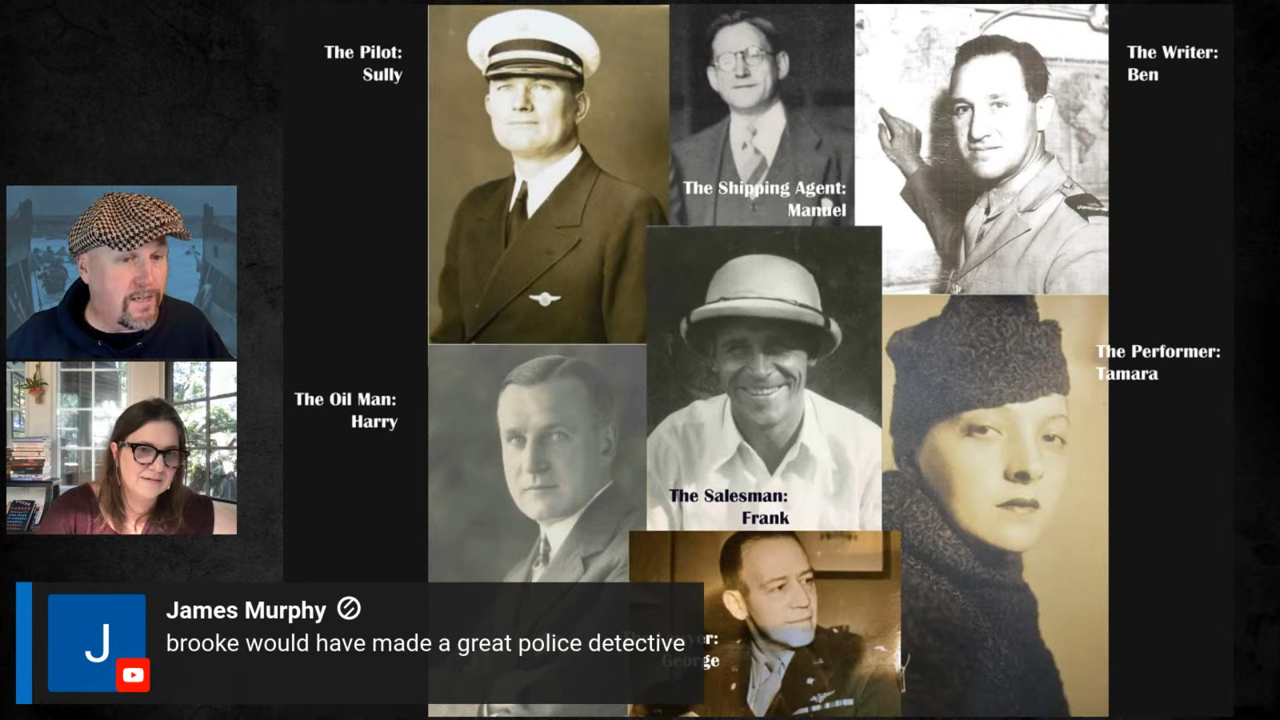 The Pilot:
Sully
The Shipping Agent:
Manuel
The Writer:
Ben
The Oil Man:
Harry
The Performer:
Tamara
The Salesman:
Frank
George
J
James Murphy
brooke would have made a great police detective